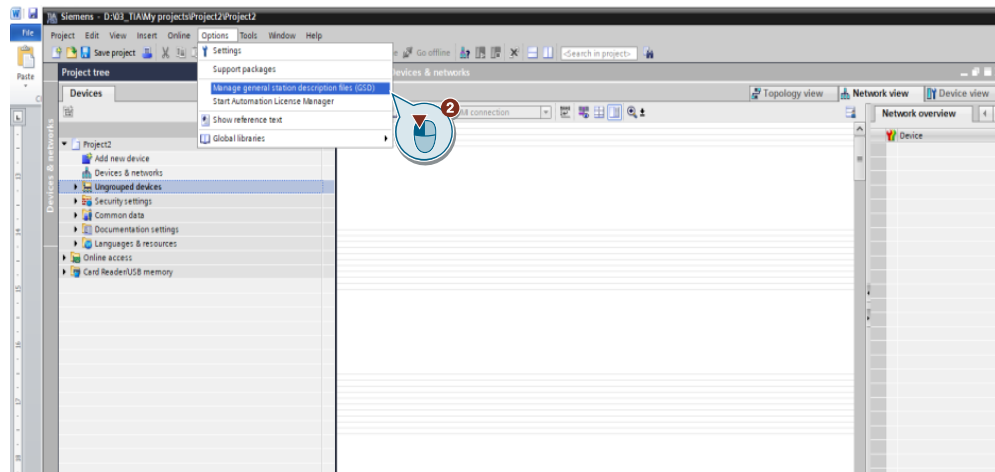 Siemens - D:\03_TIA\My projects\Project2\Project2
File
Project Edit View Insert Online Options Tools Window Help
Paste
Save project
Go offline
<Search in project>
Settings
Support packages
Manage general station description files (GSD)
Start Automation License Manager
Show reference text
Global libraries
2
Project tree
Devices & networks
Devices
Topology view
Network view
Device view
All connection
Network overview
Device
Devices & networks
Project2
Add new device
Devices & networks
Ungrouped devices
Security settings
Common data
Documentation settings
Languages & resources
Online access
Card Reader/USB memory